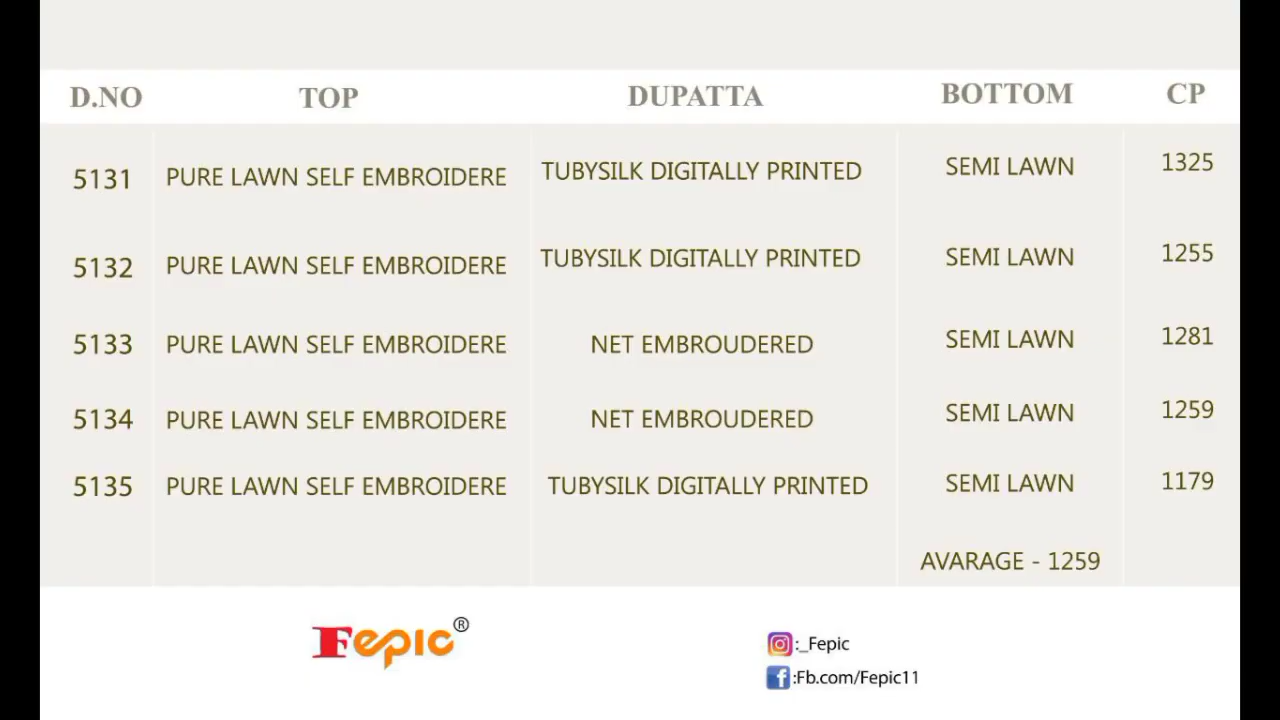 D.NO TOP DUPATTA BOTTOM CP
5131 PURE LAWN SELF EMBROIDERE TUBYSILK DIGITALLY PRINTED SEMI LAWN 1325
5132 PURE LAWN SELF EMBROIDERE TUBYSILK DIGITALLY PRINTED SEMI LAWN 1255
5133 PURE LAWN SELF EMBROIDERE NET EMBROUDERED SEMI LAWN 1281
5134 PURE LAWN SELF EMBROIDERE NET EMBROUDERED SEMI LAWN 1259
5135 PURE LAWN SELF EMBROIDERE TUBYSILK DIGITALLY PRINTED SEMI LAWN 1179
AVARAGE - 1259
Fepic®
:_Fepic
:Fb.com/Fepic11